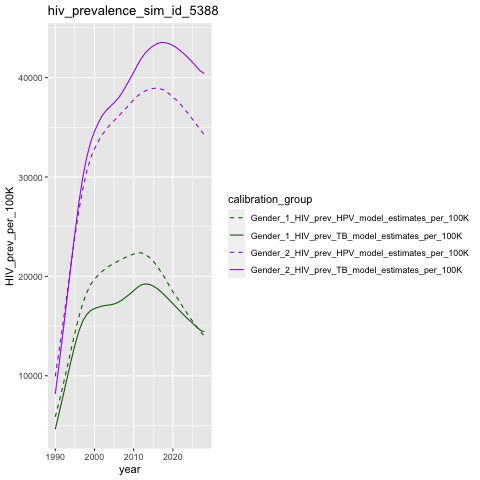 hiv_prevalence_sim_id_5388
HIV_prev_per_100K
40000
30000
20000
10000
1990
2000
2010
2020
year
calibration_group
Gender_1_HIV_prev_HPV_model_estimates_per_100K
Gender_1_HIV_prev_TB_model_estimates_per_100K
Gender_2_HIV_prev_HPV_model_estimates_per_100K
Gender_2_HIV_prev_TB_model_estimates_per_100K